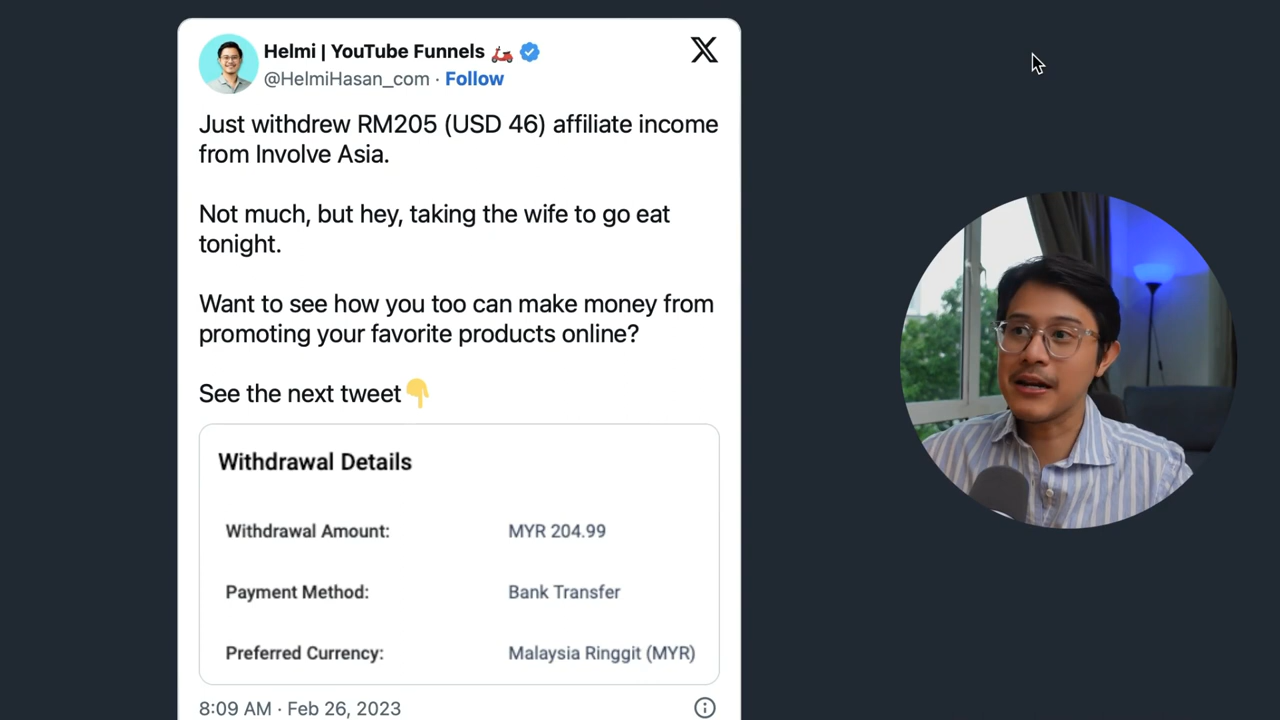 Helmi | YouTube Funnels 🛵
@HelmiHasan_com · Follow
Just withdrew RM205 (USD 46) affiliate income
from Involve Asia.
Not much, but hey, taking the wife to go eat
tonight.
Want to see how you too can make money from
promoting your favorite products online?
See the next tweet👇
Withdrawal Details
Withdrawal Amount: MYR 204.99
Payment Method: Bank Transfer
Preferred Currency: Malaysia Ringgit (MYR)
8:09 AM · Feb 26, 2023